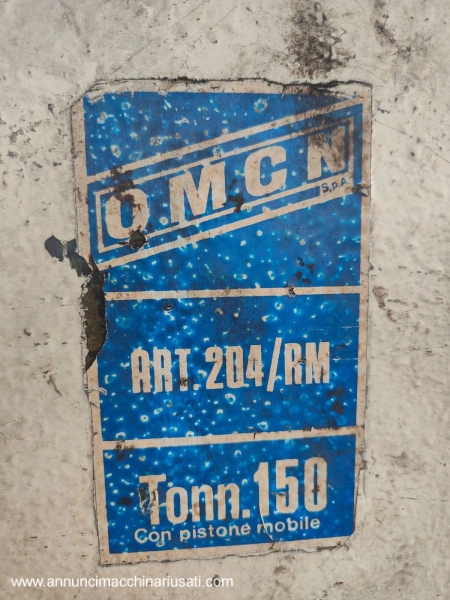 OMCN
S.p.A.
ART. 204/RM
Tonn. 150
Con pistone mobile
www.annuncimacchinariusati.com